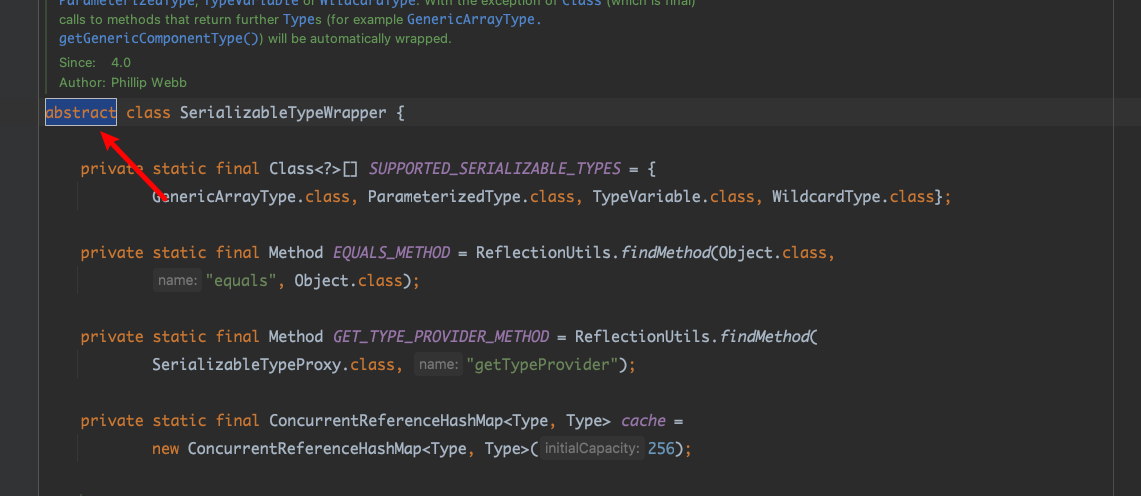 ParameterizedType, TypeVariable or WildcardType. With the exception of Class (which is final)
calls to methods that return further Types (for example GenericArrayType.
getGenericComponentType()) will be automatically wrapped.
Since: 4.0
Author: Phillip Webb
abstract class SerializableTypeWrapper {
private static final Class<?>[] SUPPORTED_SERIALIZABLE_TYPES = {
GenericArrayType.class, ParameterizedType.class, TypeVariable.class, WildcardType.class};
private static final Method EQUALS_METHOD = ReflectionUtils.findMethod(Object.class,
name: "equals", Object.class);
private static final Method GET_TYPE_PROVIDER_METHOD = ReflectionUtils.findMethod(
SerializableTypeProxy.class, name: "getTypeProvider");
private static final ConcurrentReferenceHashMap<Type, Type> cache =
new ConcurrentReferenceHashMap<Type, Type>( initialCapacity: 256);